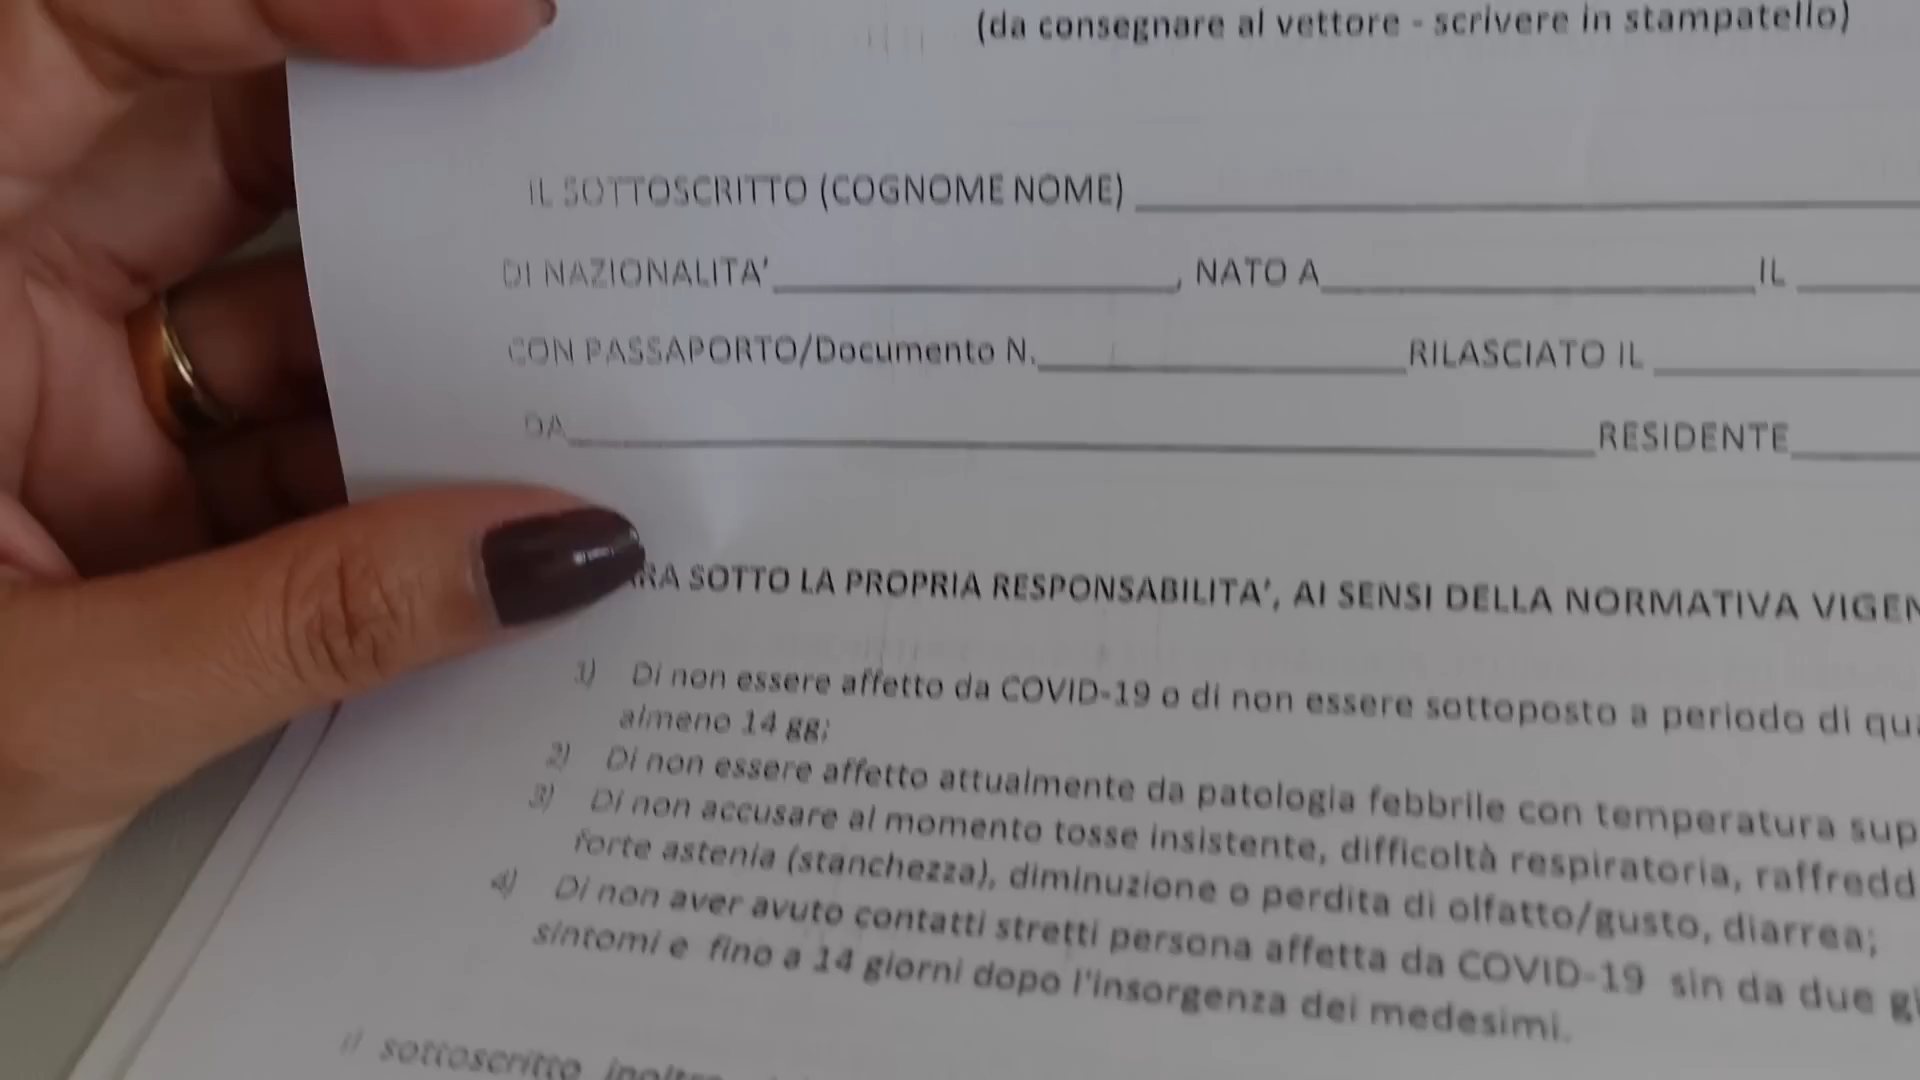 (da consegnare al vettore - scrivere in stampatello)
IL SOTTOSCRITTO (COGNOME NOME)
DI NAZIONALITA’ , NATO A IL
CON PASSAPORTO/Documento N. RILASCIATO IL
DA RESIDENTE
SOTTO LA PROPRIA RESPONSABILITA’, AI SENSI DELLA NORMATIVA
1) Di non essere affetto da COVID-19 o di non essere sottoposto a periodo di
almeno 14 gg;
2) Di non essere affetto attualmente da patologia febbrile con temperatura
3) Di non accusare al momento tosse insistente, difficoltà respiratoria,
forte astenia (stanchezza), diminuzione o perdita di olfatto/gusto, diarrea;
4) Di non aver avuto contatti stretti persona affetta da COVID-19 sin da due
sintomi e fino a 14 giorni dopo l'insorgenza dei medesimi.
il sottoscritto